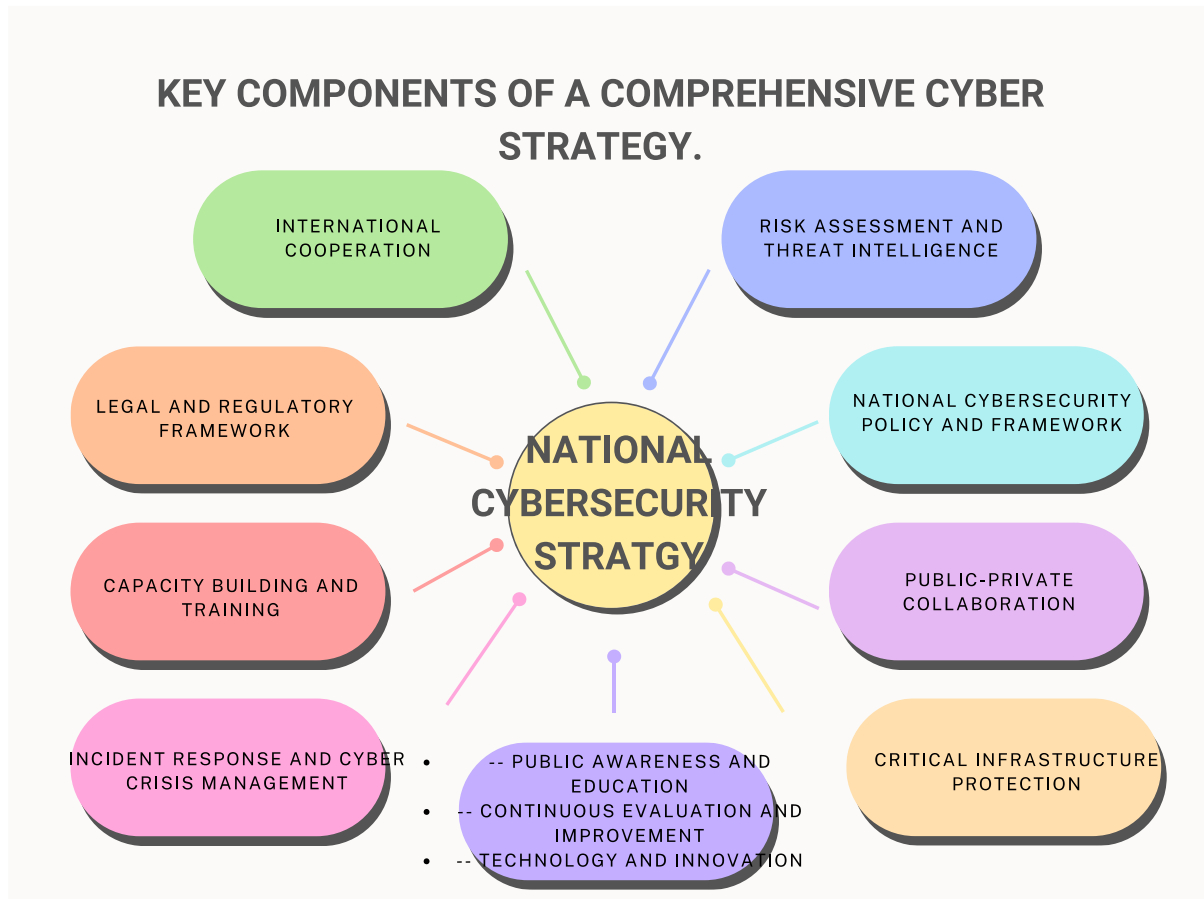 KEY COMPONENTS OF A COMPREHENSIVE CYBER
STRATEGY.
INTERNATIONAL
COOPERATION
RISK ASSESSMENT AND
THREAT INTELLIGENCE
LEGAL AND REGULATORY
FRAMEWORK
NATIONAL CYBERSECURITY
POLICY AND FRAMEWORK
NATIONAL
CYBERSECURITY
STRATGY
CAPACITY BUILDING AND
TRAINING
PUBLIC-PRIVATE
COLLABORATION
INCIDENT RESPONSE AND CYBER
CRISIS MANAGEMENT
• -- PUBLIC AWARENESS AND
EDUCATION
• -- CONTINUOUS EVALUATION AND
IMPROVEMENT
• -- TECHNOLOGY AND INNOVATION
CRITICAL INFRASTRUCTURE
PROTECTION